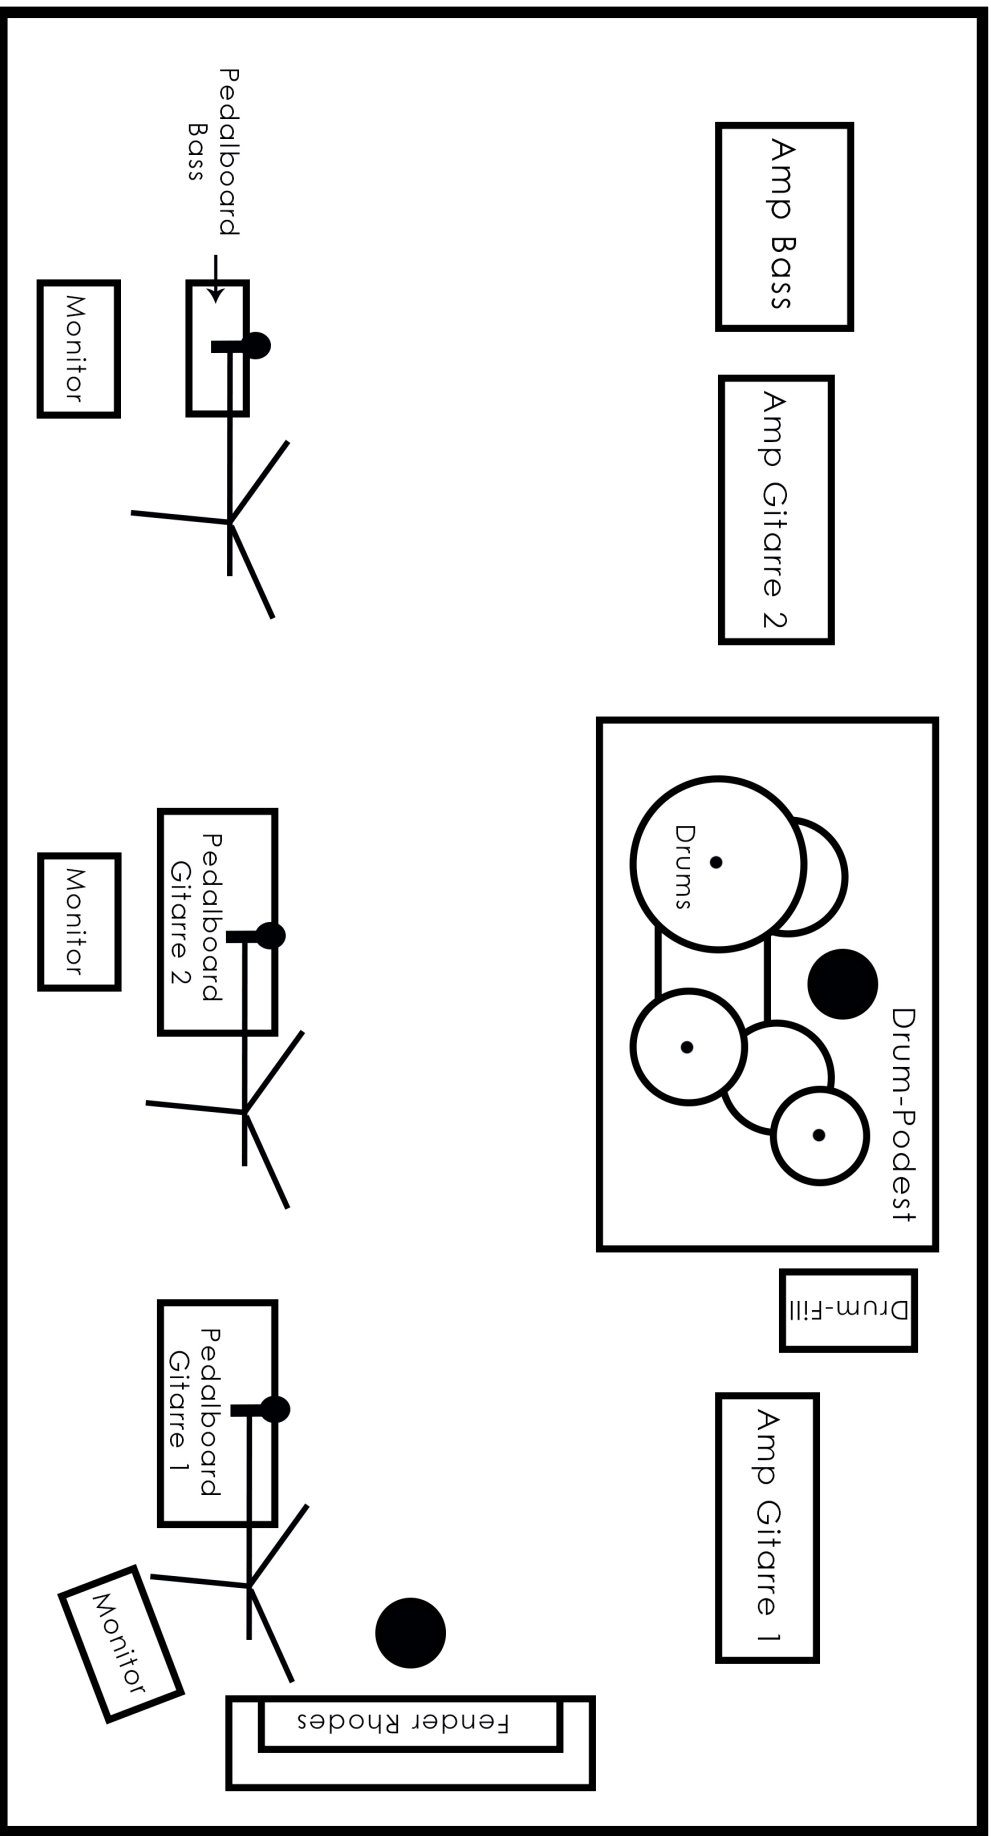 Amp Bass
Amp Gitarre 2
Drum-Podest
Drums
Drum-Fill
Amp Gitarre 1
Pedalboard
Bass
Pedalboard
Gitarre 2
Pedalboard
Gitarre 1
Fender Rhodes
Monitor
Monitor
Monitor